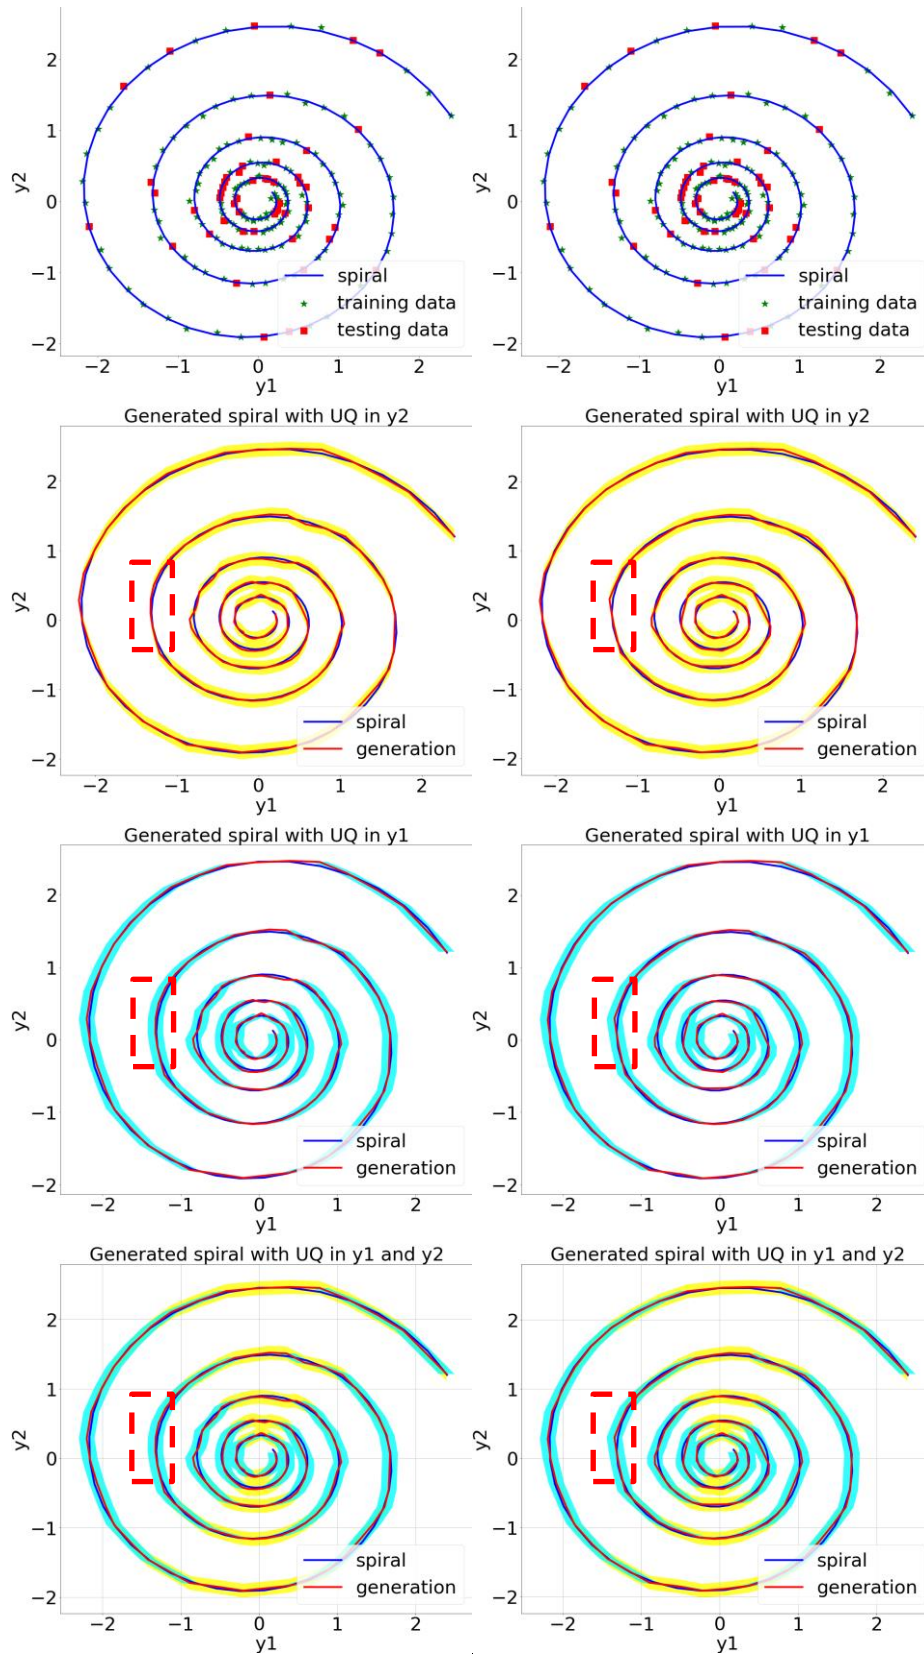 2
1
0
−1
−2
y2
−2
−1
0
1
2
y1
spiral
training data
testing data
2
1
0
−1
−2
y2
−2
−1
0
1
2
y1
spiral
training data
testing data
Generated spiral with UQ in y2
2
1
0
−1
−2
y2
−2
−1
0
1
2
y1
spiral
generation
Generated spiral with UQ in y2
2
1
0
−1
−2
y2
−2
−1
0
1
2
y1
spiral
generation
Generated spiral with UQ in y1
2
1
0
−1
−2
y2
−2
−1
0
1
2
y1
spiral
generation
Generated spiral with UQ in y1
2
1
0
−1
−2
y2
−2
−1
0
1
2
y1
spiral
generation
Generated spiral with UQ in y1 and y2
2
1
0
−1
−2
y2
−2
−1
0
1
2
y1
spiral
generation
Generated spiral with UQ in y1 and y2
2
1
0
−1
−2
y2
−2
−1
0
1
2
y1
spiral
generation